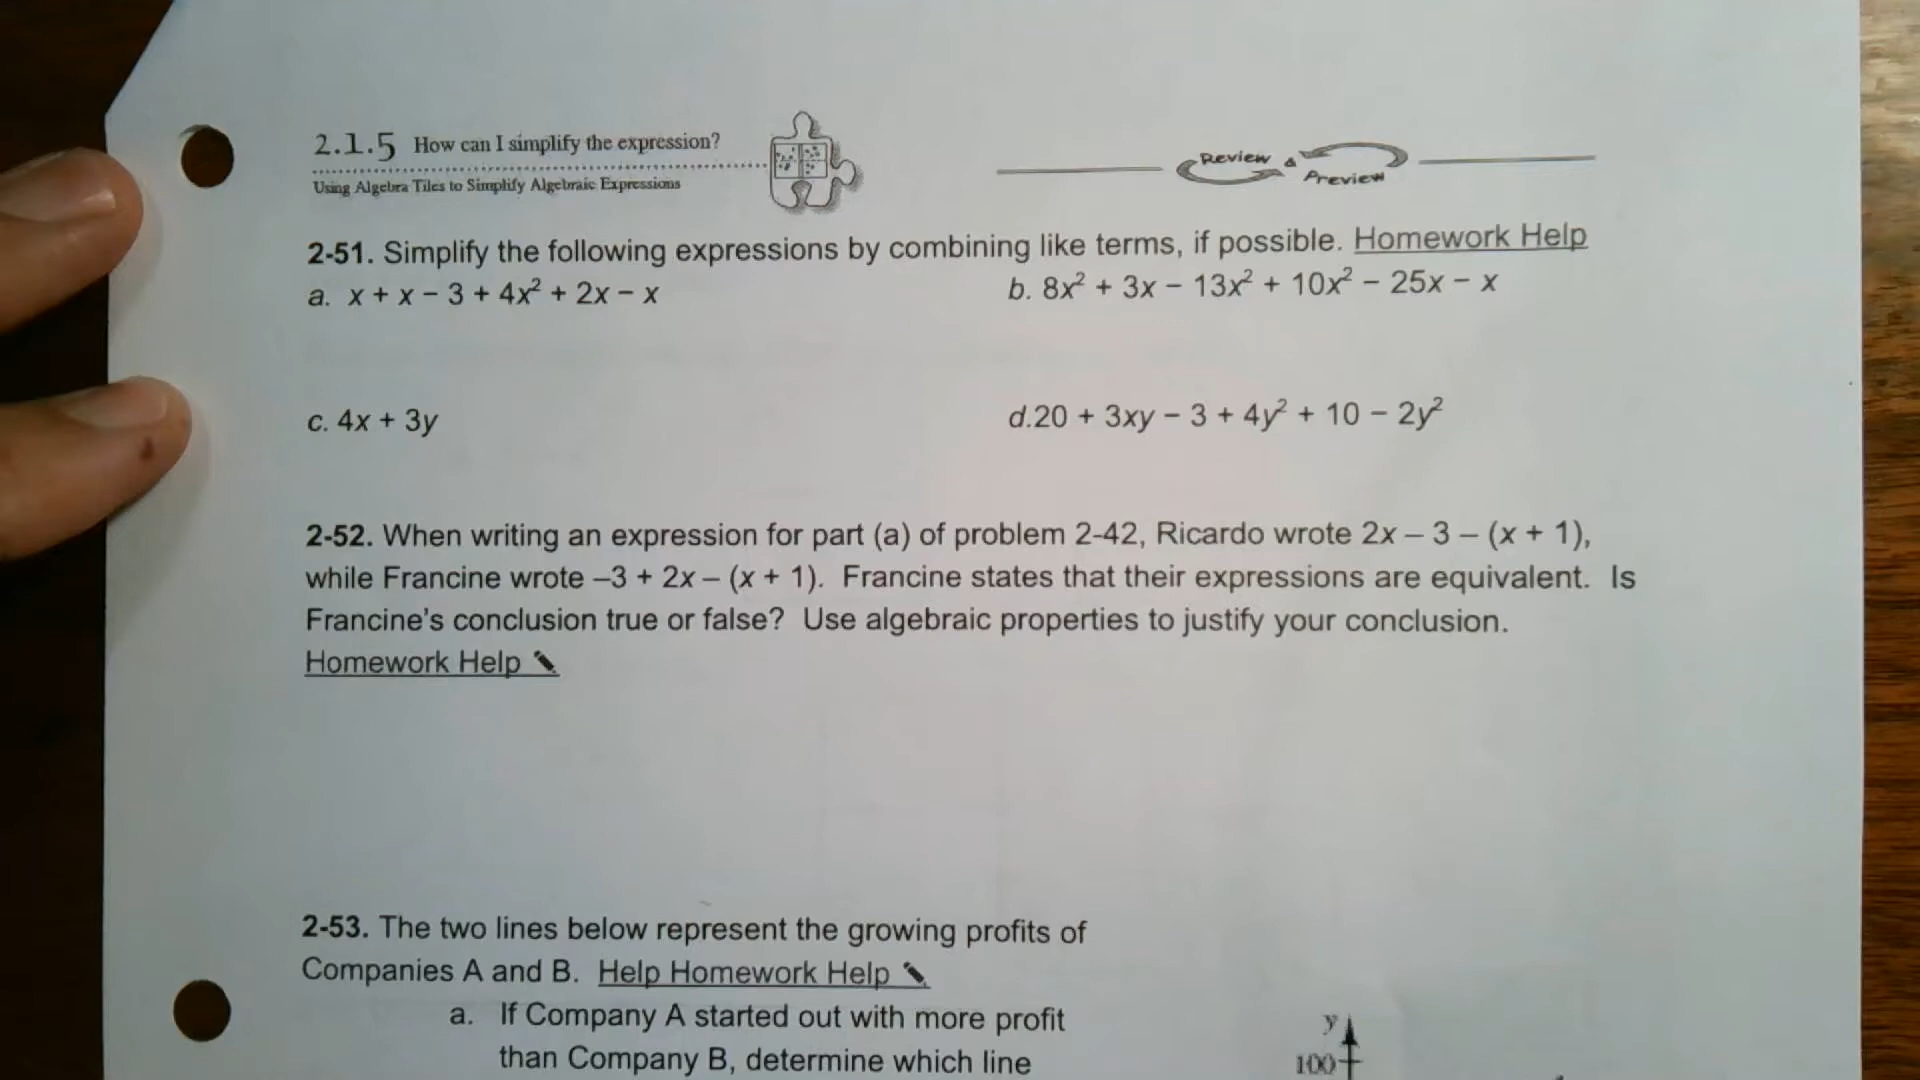 2.1.5 How can I simplify the expression?
Using Algebra Tiles to Simplify Algebraic Expressions
Review &
Preview
2-51. Simplify the following expressions by combining like terms, if possible. Homework Help
a. x + x – 3 + 4x² + 2x – x
b. 8x² + 3x – 13x² + 10x² – 25x – x
c. 4x + 3y
d.20 + 3xy – 3 + 4y² + 10 – 2y²
2-52. When writing an expression for part (a) of problem 2-42, Ricardo wrote 2x – 3 – (x + 1),
while Francine wrote –3 + 2x – (x + 1). Francine states that their expressions are equivalent. Is
Francine's conclusion true or false? Use algebraic properties to justify your conclusion.
Homework Help ✎
2-53. The two lines below represent the growing profits of
Companies A and B. Help Homework Help ✎
a. If Company A started out with more profit
than Company B, determine which line
y
100